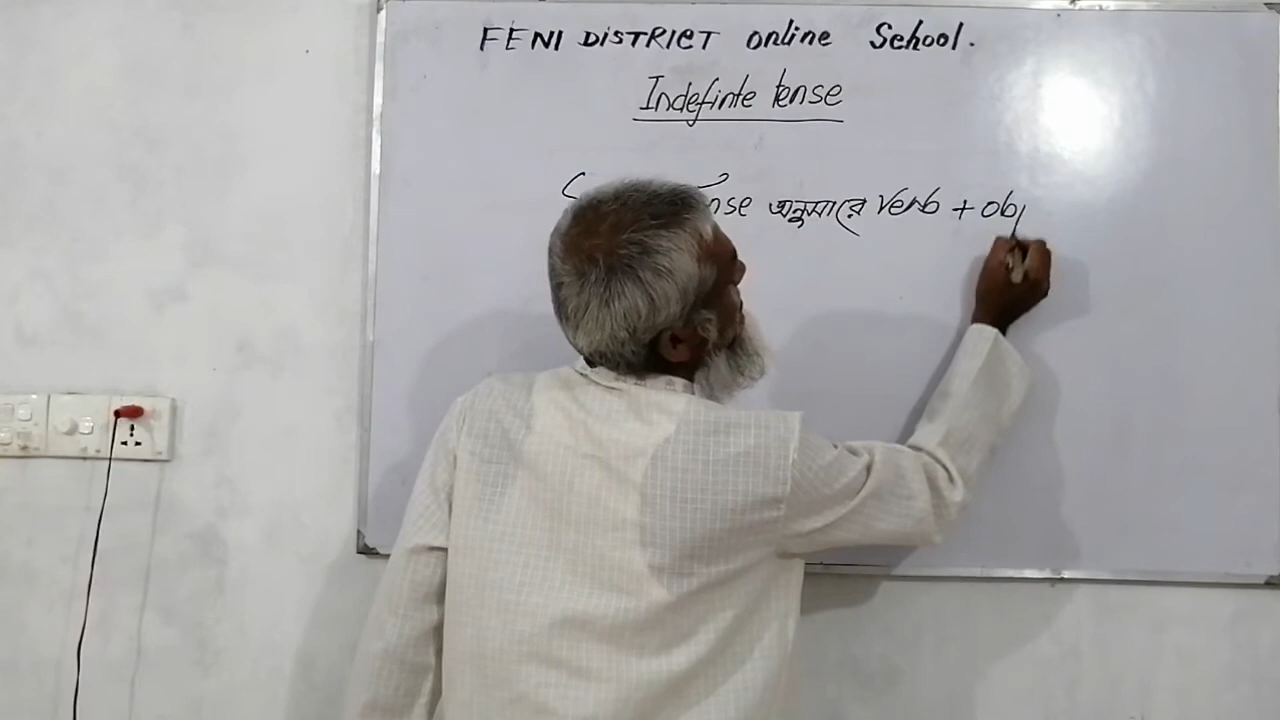 FENI DISTRICT online School.
Indefinte tense
nse অনুসারে Verb + obj